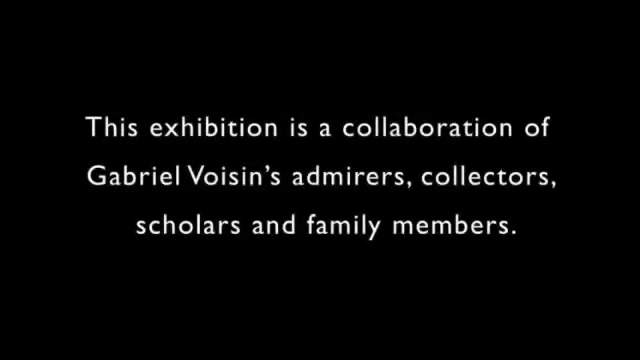 This exhibition is a collaboration of
Gabriel Voisin's admirers, collectors,
scholars and family members.